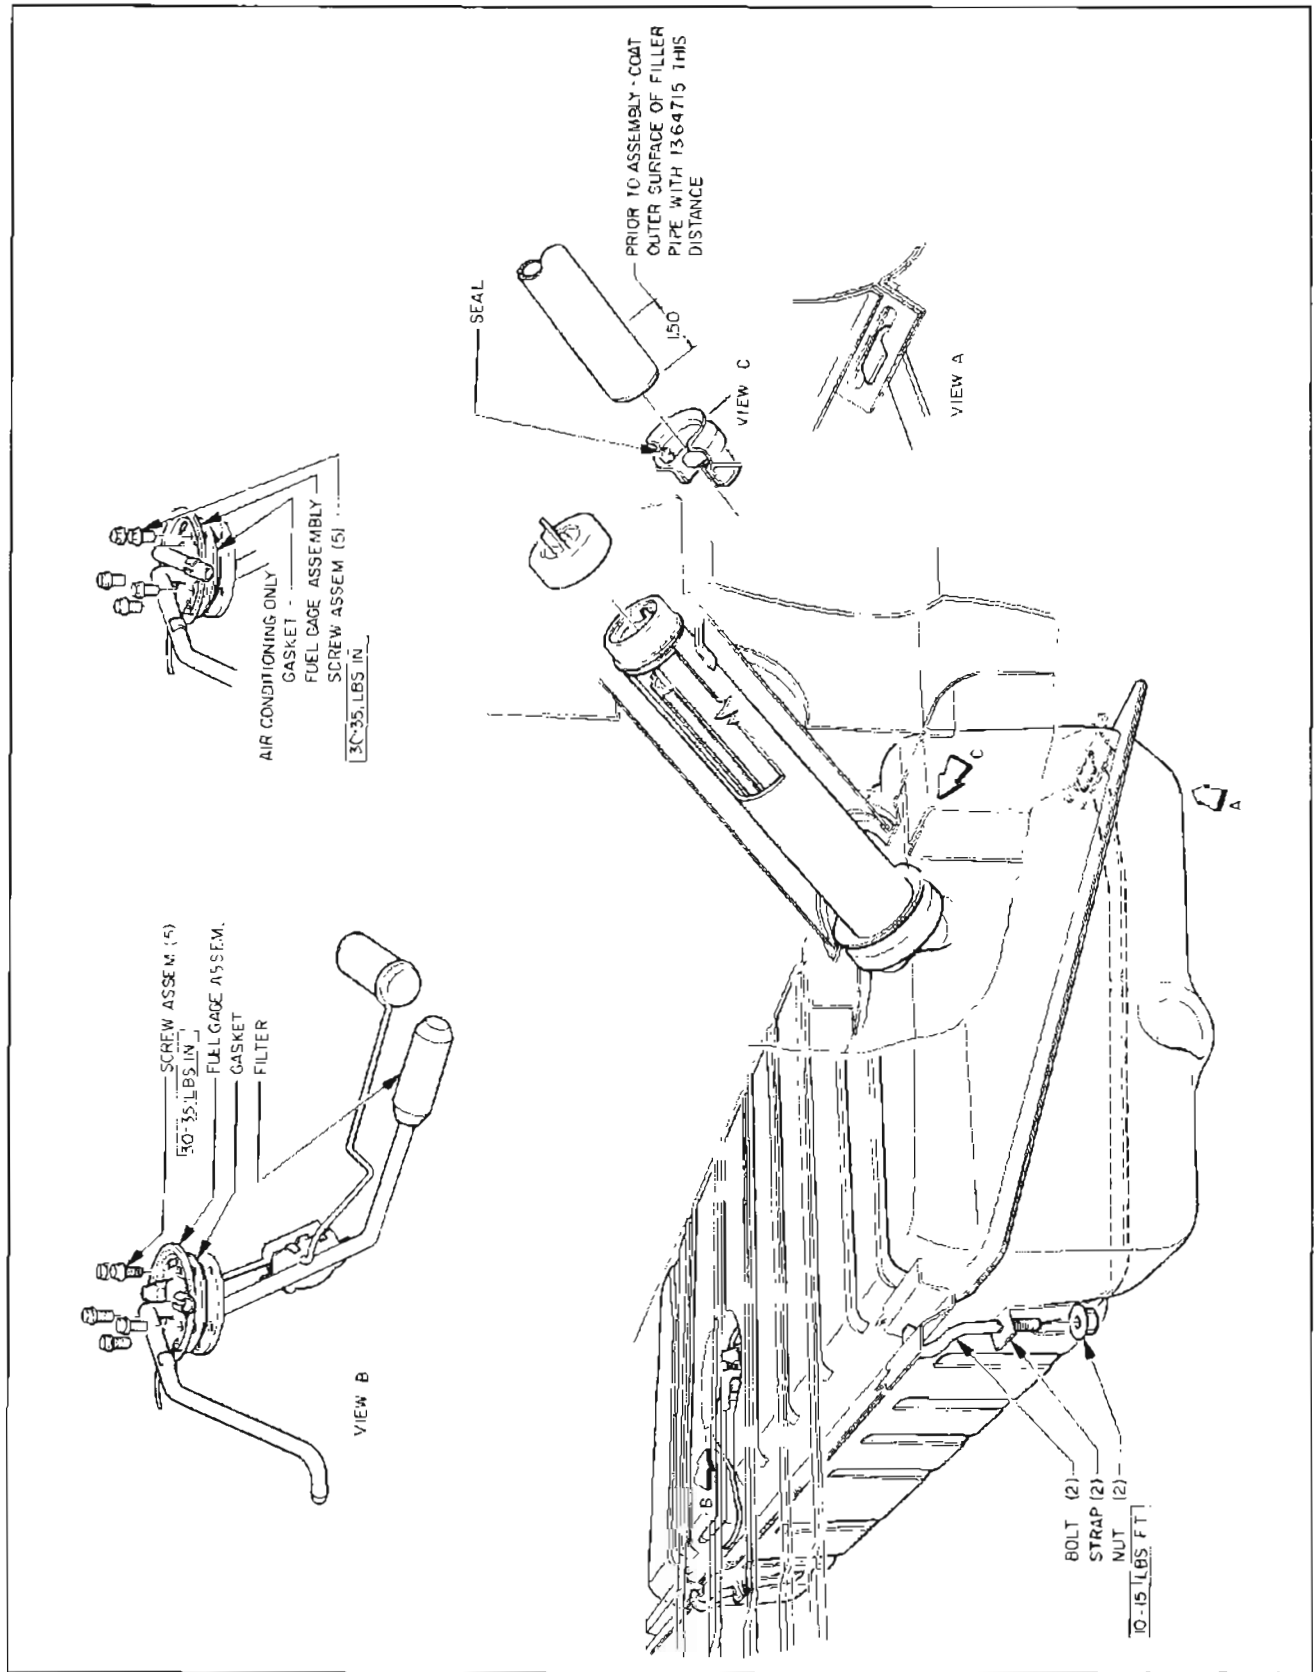 SCREW ASSEM (5)
30-35 LBS IN
FUEL GAGE ASSEM.
GASKET
FILTER
VIEW B
AIR CONDITIONING ONLY
GASKET
FUEL GAGE ASSEMBLY
SCREW ASSEM (5)
30-35 LBS IN
SEAL
PRIOR TO ASSEMBLY - COAT
OUTER SURFACE OF FILLER
PIPE WITH 1364715 THIS
DISTANCE
1.50
VIEW C
VIEW A
C
A
B
BOLT (2)
STRAP (2)
NUT (2)
10-15 LBS FT